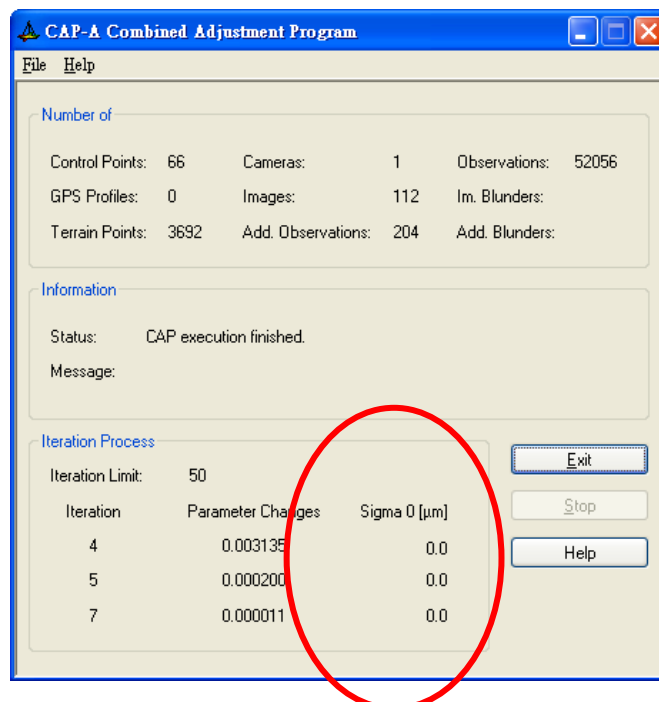 CAP-A Combined Adjustment Program
File Help
Number of
Control Points: 66 Cameras: 1 Observations: 52056
GPS Profiles: 0 Images: 112 Im. Blunders:
Terrain Points: 3692 Add. Observations: 204 Add. Blunders:
Information
Status: CAP execution finished.
Message:
Iteration Process
Iteration Limit: 50
Iteration Parameter Changes Sigma 0 [µm]
4 0.003135 0.0
5 0.000200 0.0
7 0.000011 0.0
Exit
Stop
Help